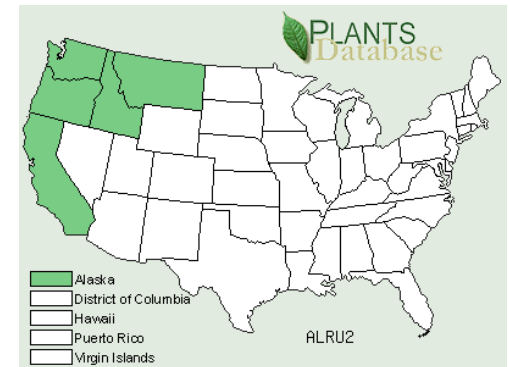 PLANTS
Database
Alaska
District of Columbia
Hawaii
Puerto Rico
Virgin Islands
ALRU2